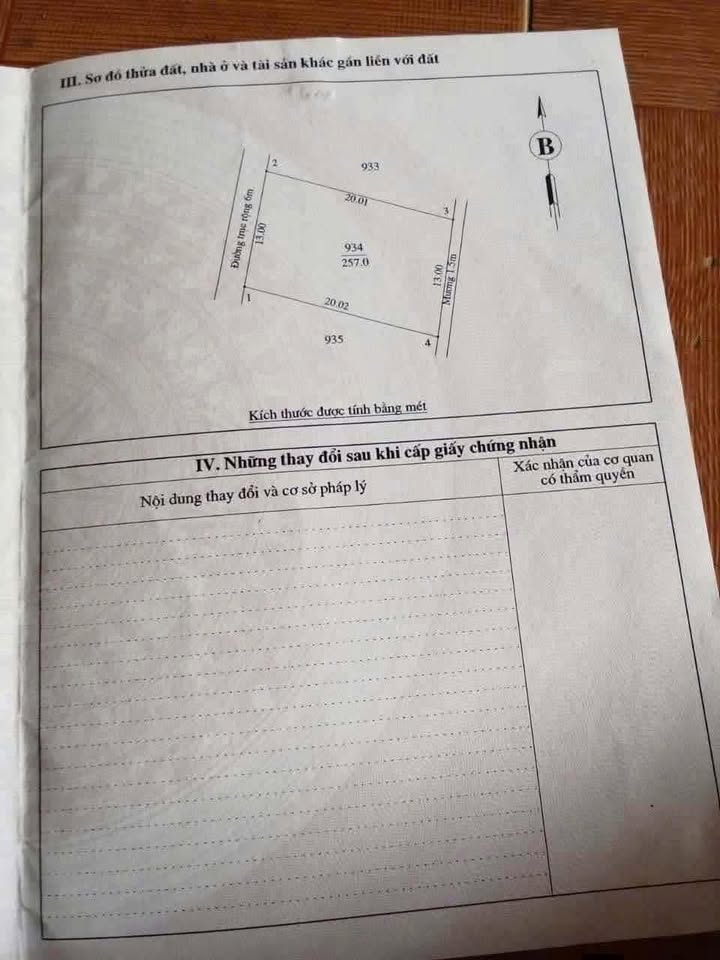 III. Sơ đồ thửa đất, nhà ở và tài sản khác gắn liền với đất
B
2
933
3
20.01
Đường trục rộng 6m
13.00
934
257.0
13.00
Mương 1.5m
1
20.02
935
4
Kích thước được tính bằng mét
IV. Những thay đổi sau khi cấp giấy chứng nhận
Nội dung thay đổi và cơ sở pháp lý
Xác nhận của cơ quan
có thẩm quyền